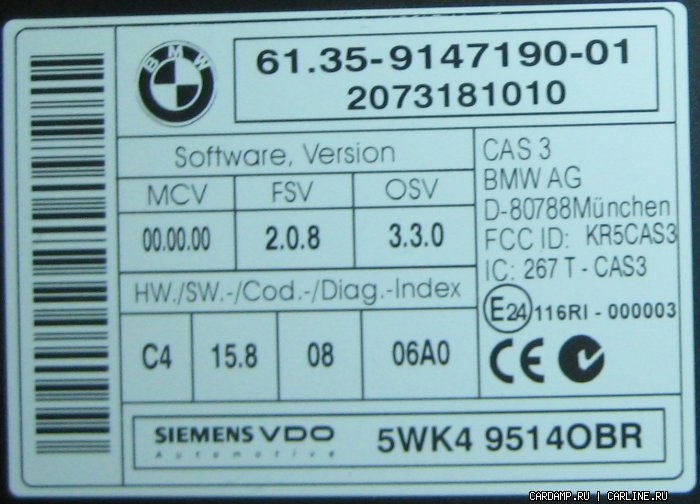 BMW
61.35-9147190-01
2073181010
Software, Version
MCV FSV OSV
00.00.00 2.0.8 3.3.0
HW./SW.-/Cod.-/Diag.-Index
C4 15.8 08 06A0
CAS 3
BMW AG
D-80788München
FCC ID: KR5CAS3
IC: 267 T - CAS3
E24 116RI - 000003
CE
SIEMENS VDO
Automotive
5WK4 9514OBR
CARDAMP.RU | CARLINE.RU